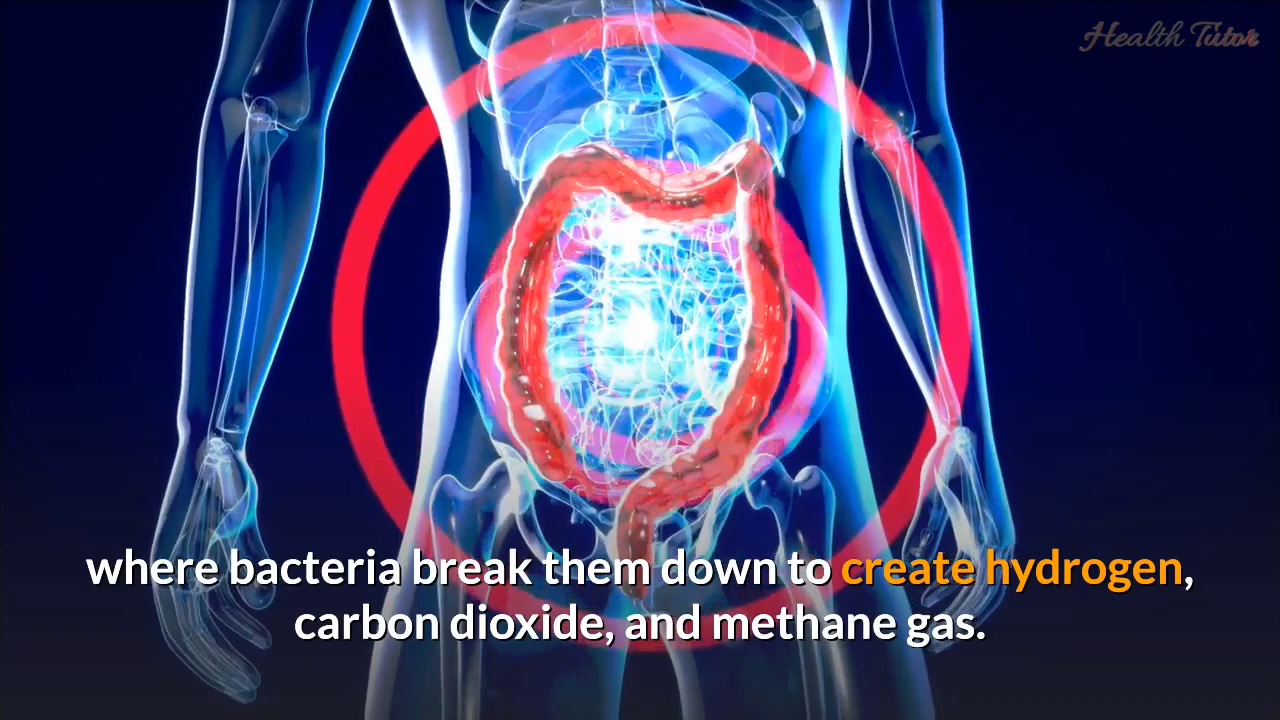 Health Tutor
where bacteria break them down to create hydrogen,
carbon dioxide, and methane gas.